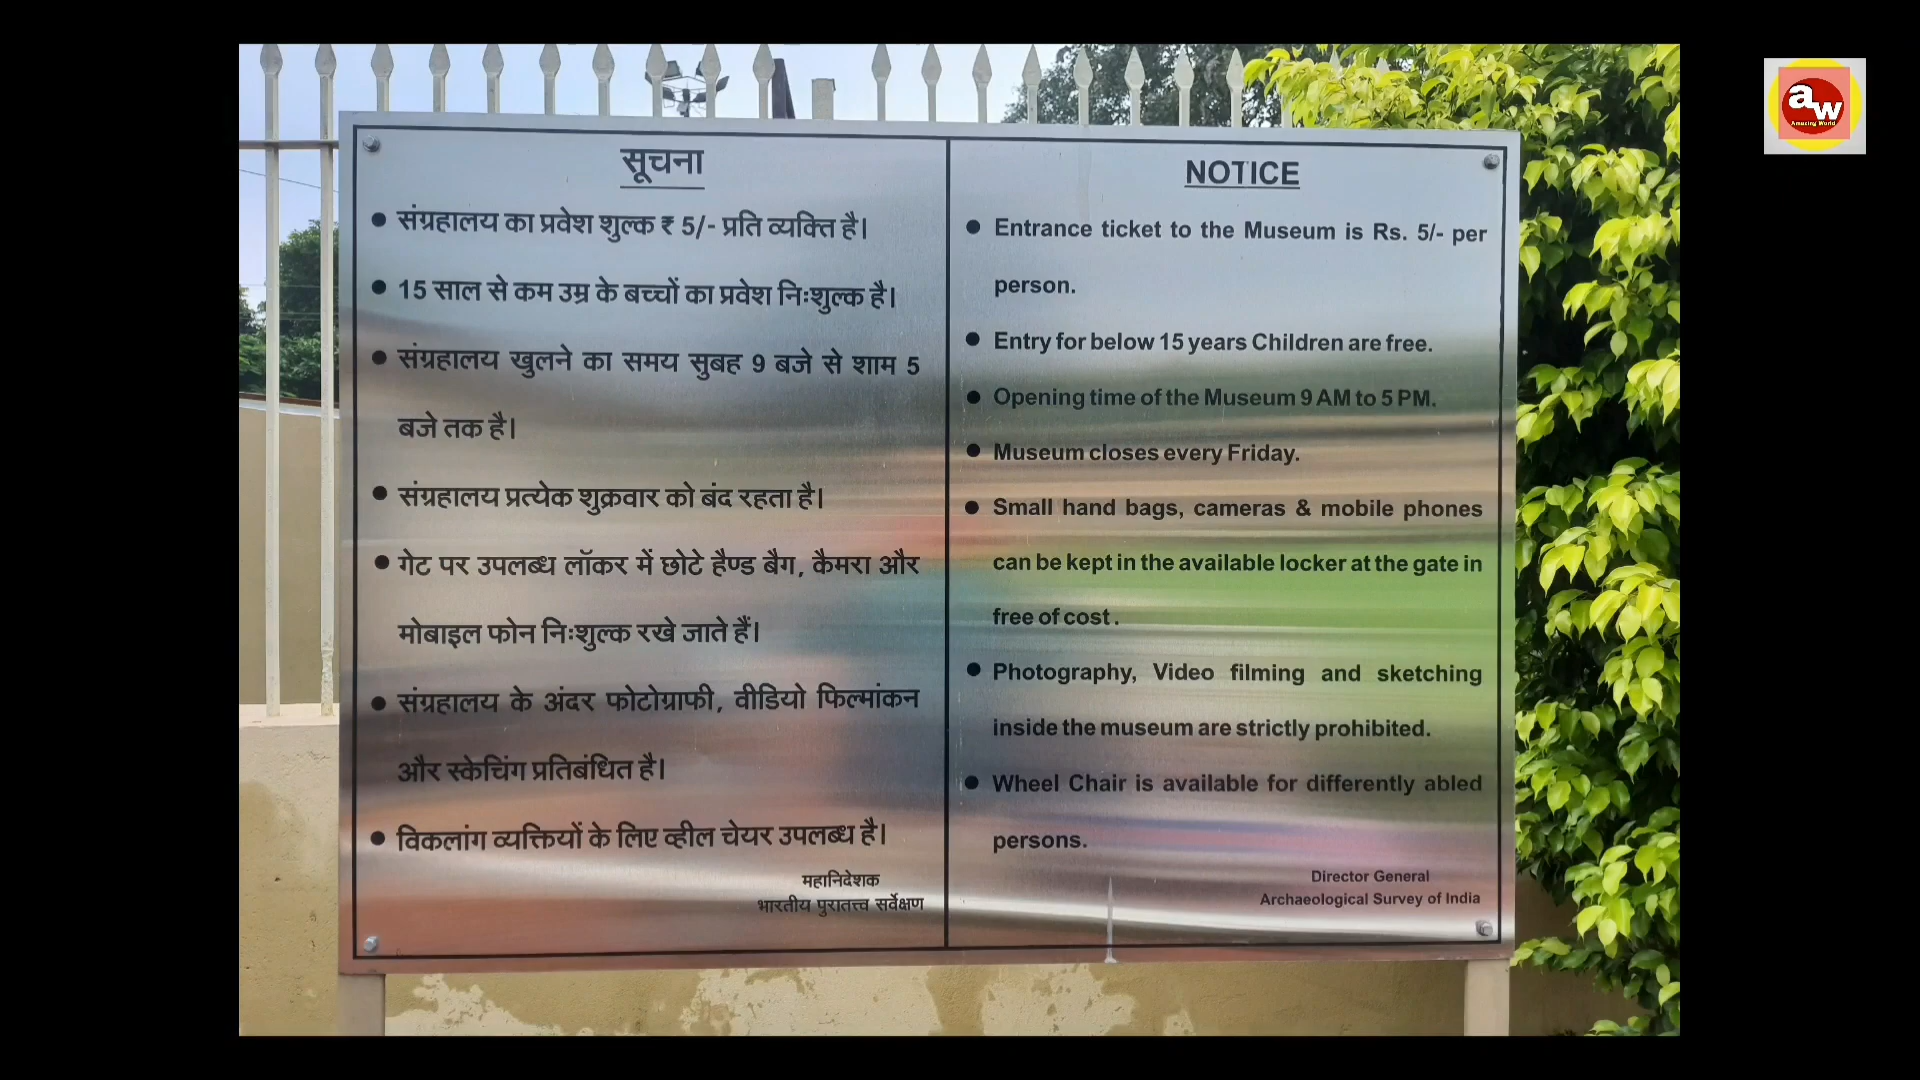 सूचना
● संग्रहालय का प्रवेश शुल्क ₹ 5/- प्रति व्यक्ति है।
● 15 साल से कम उम्र के बच्चों का प्रवेश निःशुल्क है।
● संग्रहालय खुलने का समय सुबह 9 बजे से शाम 5
बजे तक है।
● संग्रहालय प्रत्येक शुक्रवार को बंद रहता है।
● गेट पर उपलब्ध लॉकर में छोटे हैण्ड बैग, कैमरा और
मोबाइल फोन निःशुल्क रखे जाते हैं।
● संग्रहालय के अंदर फोटोग्राफी, वीडियो फिल्मांकन
और स्केचिंग प्रतिबंधित है।
● विकलांग व्यक्तियों के लिए व्हील चेयर उपलब्ध है।
महानिदेशक
भारतीय पुरातत्त्व सर्वेक्षण
NOTICE
● Entrance ticket to the Museum is Rs. 5/- per
person.
● Entry for below 15 years Children are free.
● Opening time of the Museum 9 AM to 5 PM.
● Museum closes every Friday.
● Small hand bags, cameras & mobile phones
can be kept in the available locker at the gate in
free of cost .
● Photography, Video filming and sketching
inside the museum are strictly prohibited.
● Wheel Chair is available for differently abled
persons.
Director General
Archaeological Survey of India
aw
Amazing World